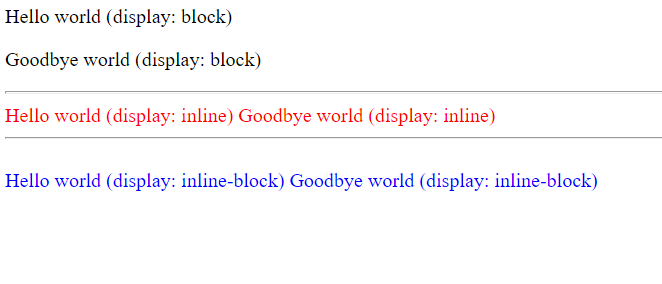 Hello world (display: block)
Goodbye world (display: block)
Hello world (display: inline) Goodbye world (display: inline)
Hello world (display: inline-block) Goodbye world (display: inline-block)